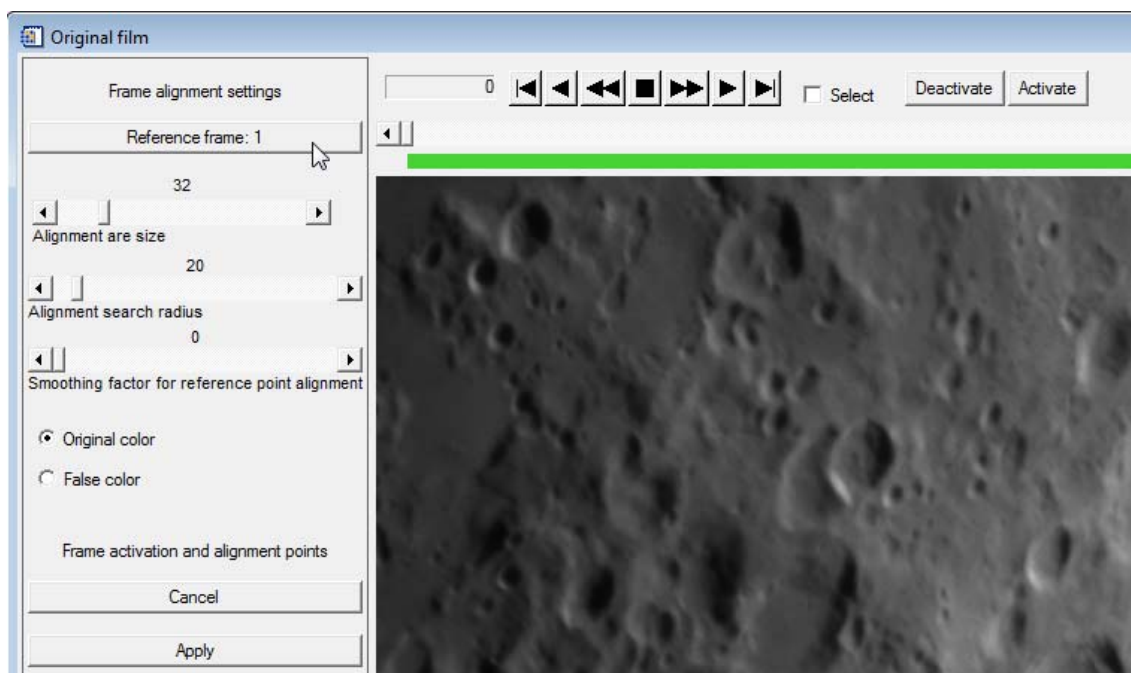 Original film
Frame alignment settings
Reference frame: 1
32
Alignment are size
20
Alignment search radius
0
Smoothing factor for reference point alignment
Original color
False color
Frame activation and alignment points
Cancel
Apply
0
Select
Deactivate
Activate